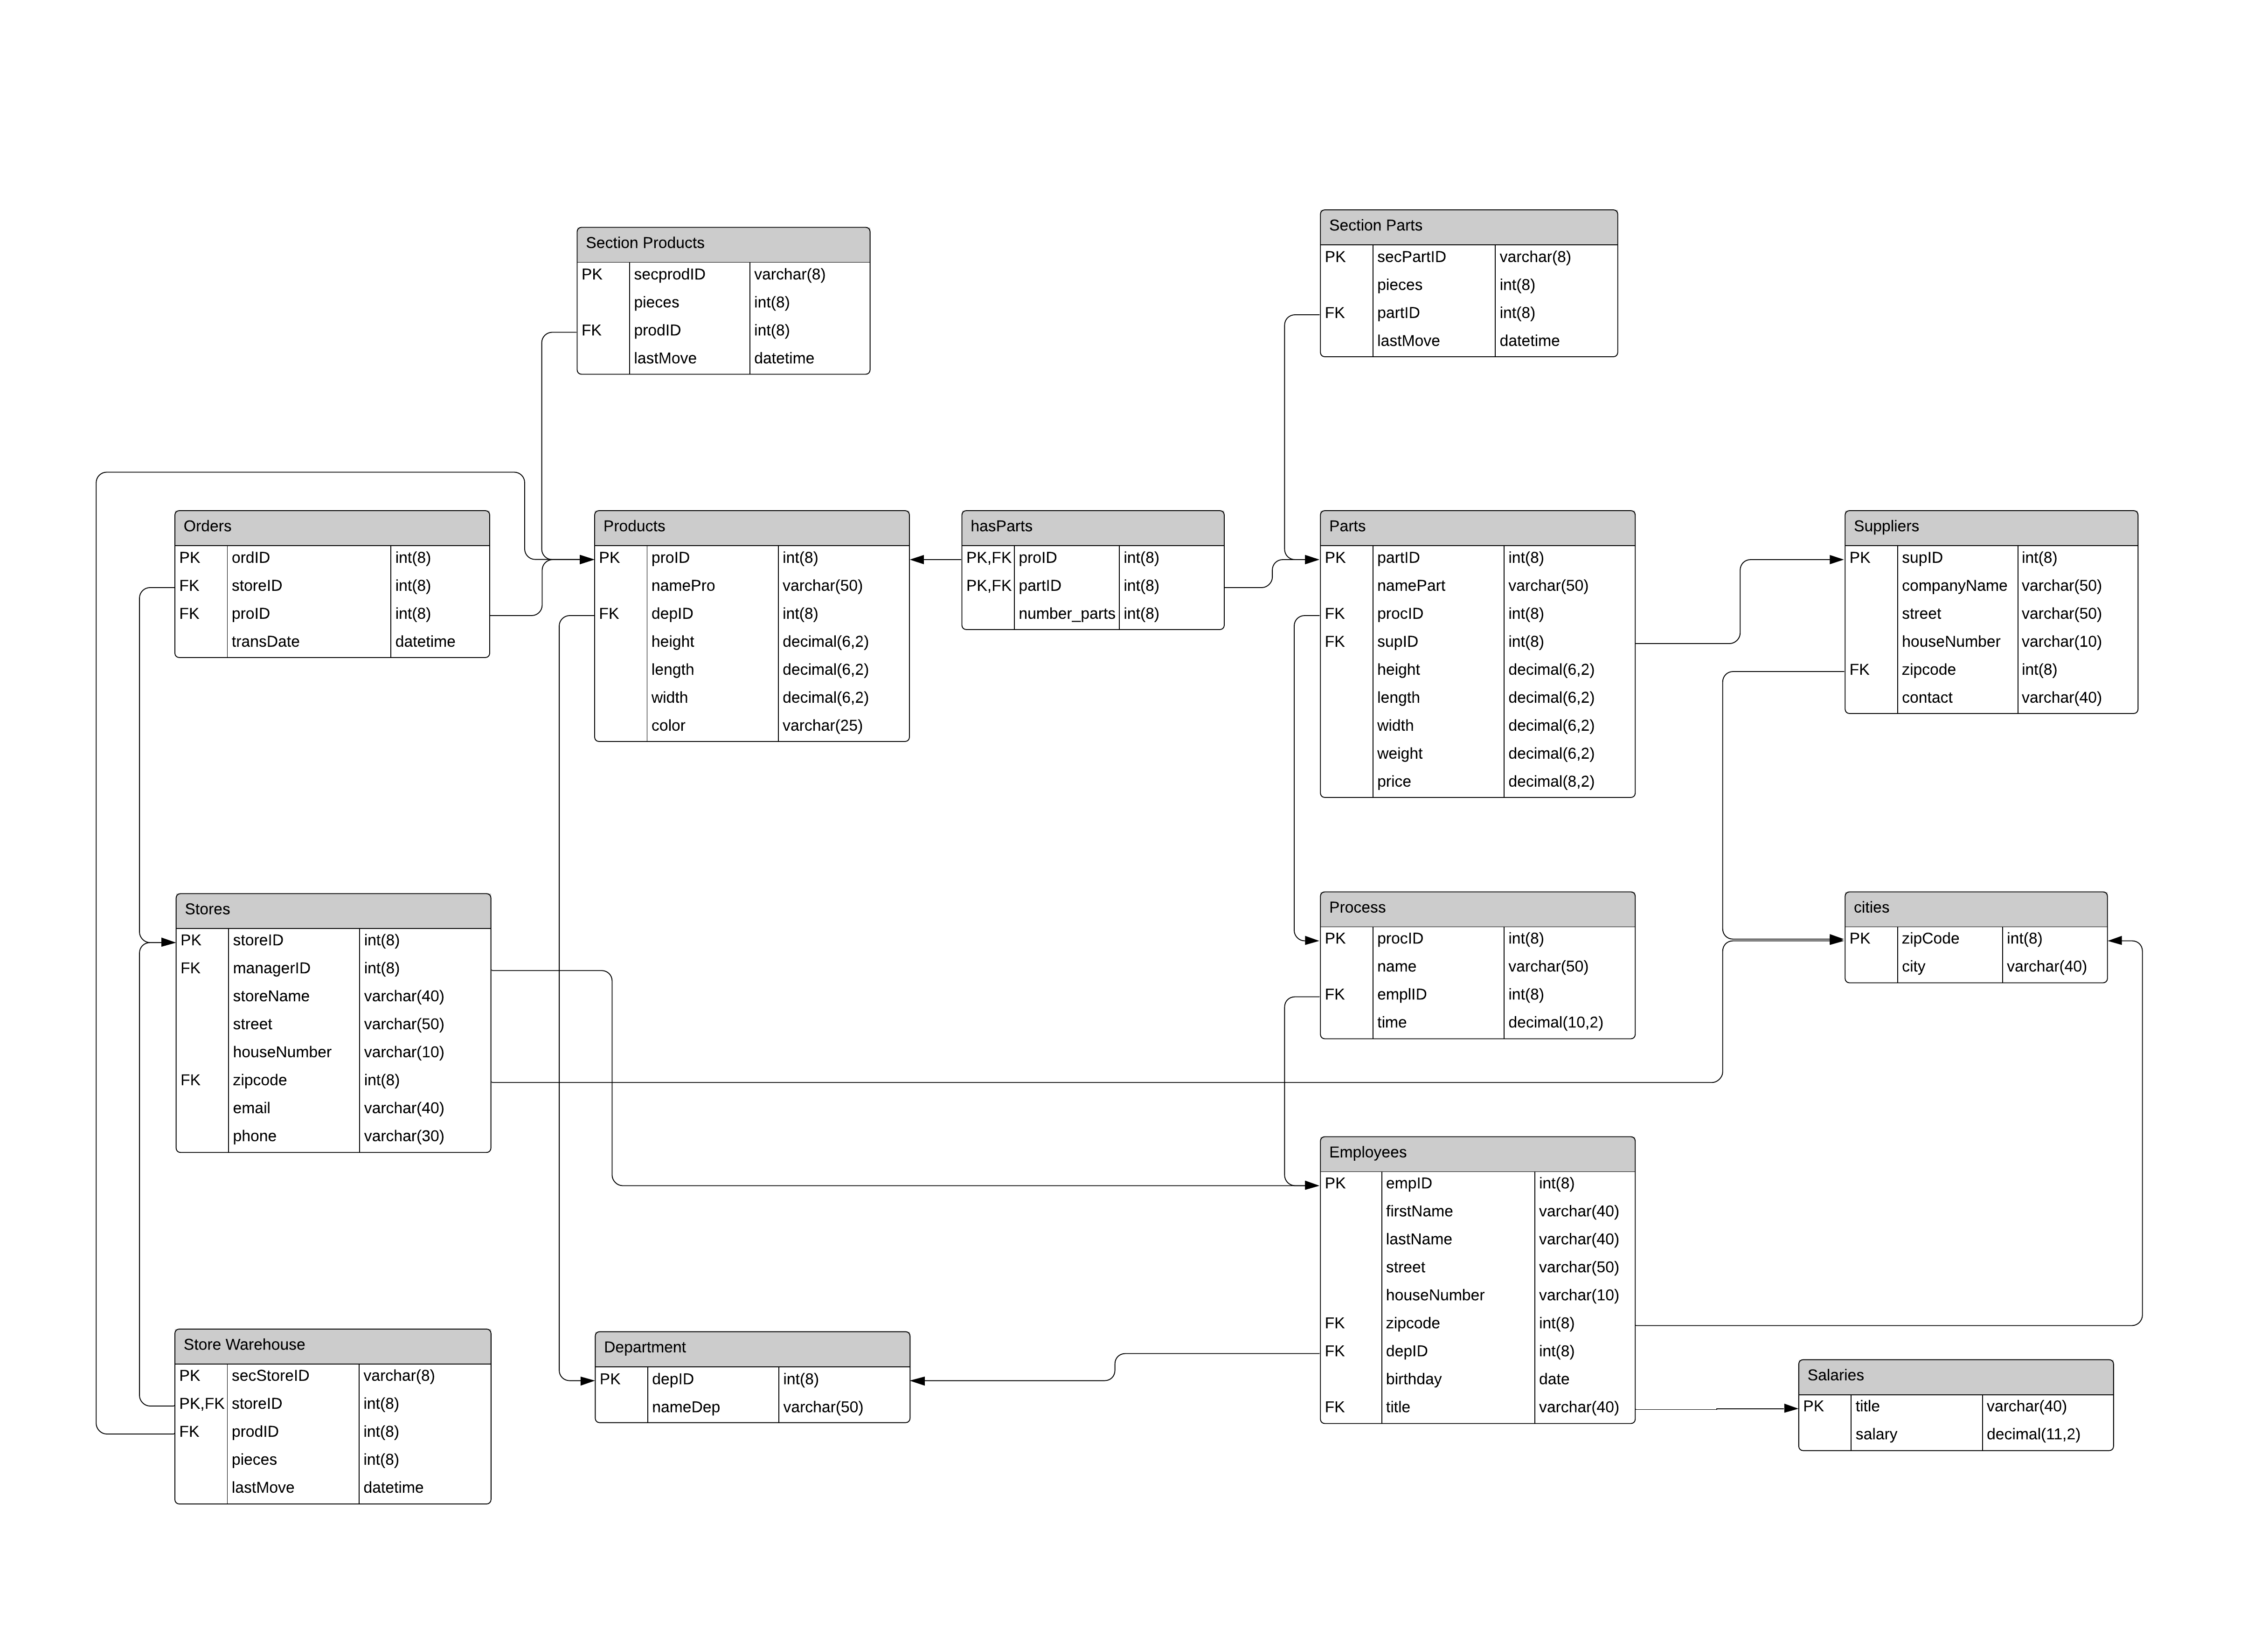 Section Products
PK secprodID varchar(8)
pieces int(8)
FK prodID int(8)
lastMove datetime
Section Parts
PK secPartID varchar(8)
pieces int(8)
FK partID int(8)
lastMove datetime
Orders
PK ordID int(8)
FK storeID int(8)
FK proID int(8)
transDate datetime
Products
PK proID int(8)
namePro varchar(50)
FK depID int(8)
height decimal(6,2)
length decimal(6,2)
width decimal(6,2)
color varchar(25)
hasParts
PK,FK proID int(8)
PK,FK partID int(8)
number_parts int(8)
Parts
PK partID int(8)
namePart varchar(50)
FK procID int(8)
FK supID int(8)
height decimal(6,2)
length decimal(6,2)
width decimal(6,2)
weight decimal(6,2)
price decimal(8,2)
Suppliers
PK supID int(8)
companyName varchar(50)
street varchar(50)
houseNumber varchar(10)
FK zipcode int(8)
contact varchar(40)
Stores
PK storeID int(8)
FK managerID int(8)
storeName varchar(40)
street varchar(50)
houseNumber varchar(10)
FK zipcode int(8)
email varchar(40)
phone varchar(30)
Process
PK procID int(8)
name varchar(50)
FK emplID int(8)
time decimal(10,2)
cities
PK zipCode int(8)
city varchar(40)
Employees
PK empID int(8)
firstName varchar(40)
lastName varchar(40)
street varchar(50)
houseNumber varchar(10)
FK zipcode int(8)
FK depID int(8)
birthday date
FK title varchar(40)
Store Warehouse
PK secStoreID varchar(8)
PK,FK storeID int(8)
FK prodID int(8)
pieces int(8)
lastMove datetime
Department
PK depID int(8)
nameDep varchar(50)
Salaries
PK title varchar(40)
salary decimal(11,2)